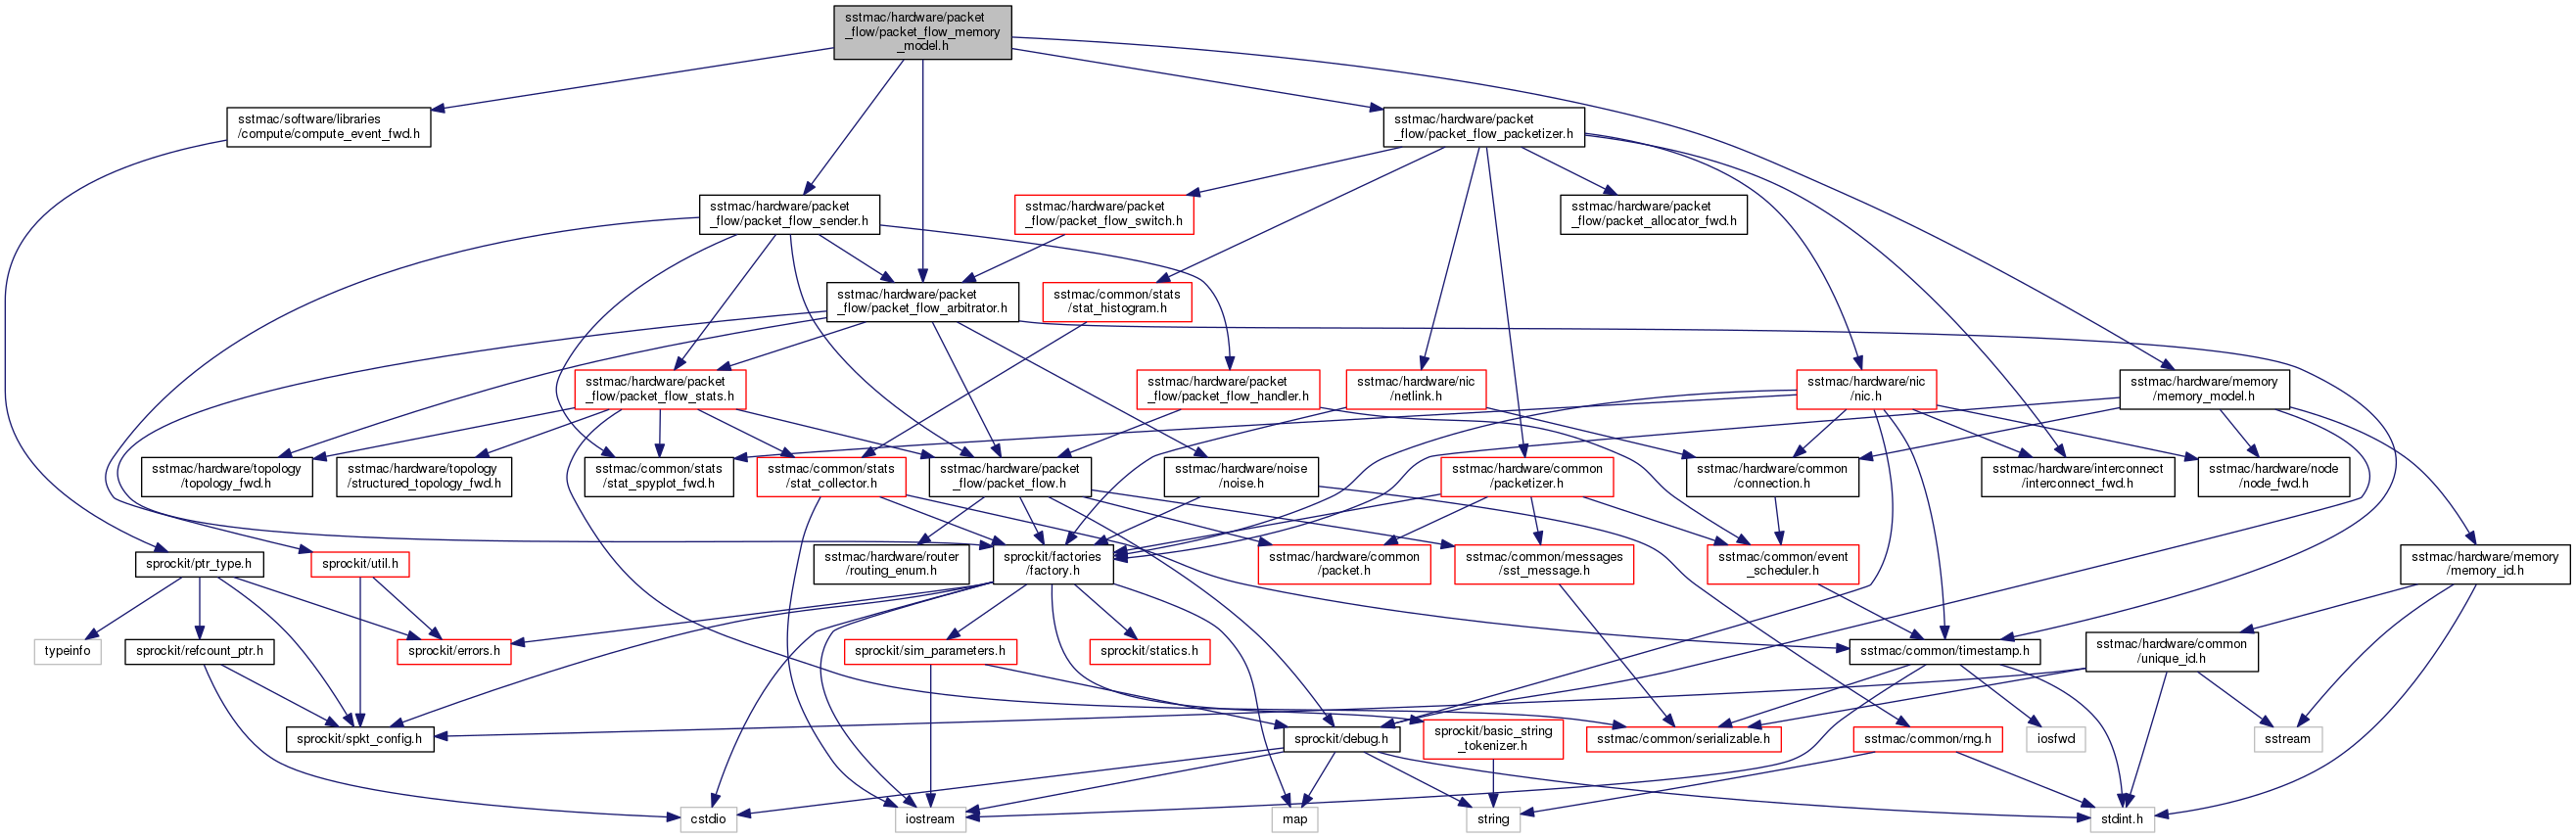 sstmac/hardware/packet
_flow/packet_flow_memory
_model.h
sstmac/software/libraries
/compute/compute_event_fwd.h
sstmac/hardware/packet
_flow/packet_flow_packetizer.h
sstmac/hardware/packet
_flow/packet_flow_sender.h
sstmac/hardware/packet
_flow/packet_flow_switch.h
sstmac/hardware/packet
_flow/packet_allocator_fwd.h
sstmac/hardware/packet
_flow/packet_flow_arbitrator.h
sstmac/common/stats
/stat_histogram.h
sstmac/hardware/packet
_flow/packet_flow_stats.h
sstmac/hardware/packet
_flow/packet_flow_handler.h
sstmac/hardware/nic
/netlink.h
sstmac/hardware/nic
/nic.h
sstmac/hardware/memory
/memory_model.h
sstmac/hardware/topology
/topology_fwd.h
sstmac/hardware/topology
/structured_topology_fwd.h
sstmac/common/stats
/stat_spyplot_fwd.h
sstmac/common/stats
/stat_collector.h
sstmac/hardware/packet
_flow/packet_flow.h
sstmac/hardware/noise
/noise.h
sstmac/hardware/common
/packetizer.h
sstmac/hardware/common
/connection.h
sstmac/hardware/interconnect
/interconnect_fwd.h
sstmac/hardware/node
/node_fwd.h
sprockit/ptr_type.h
sprockit/util.h
sstmac/hardware/router
/routing_enum.h
sprockit/factories
/factory.h
sstmac/hardware/common
/packet.h
sstmac/common/messages
/sst_message.h
sstmac/common/event
_scheduler.h
sstmac/hardware/memory
/memory_id.h
typeinfo
sprockit/refcount_ptr.h
sprockit/errors.h
sprockit/sim_parameters.h
sprockit/statics.h
sstmac/common/timestamp.h
sstmac/hardware/common
/unique_id.h
sprockit/spkt_config.h
sprockit/debug.h
sprockit/basic_string
_tokenizer.h
sstmac/common/serializable.h
sstmac/common/rng.h
iosfwd
sstream
cstdio
iostream
map
string
stdint.h